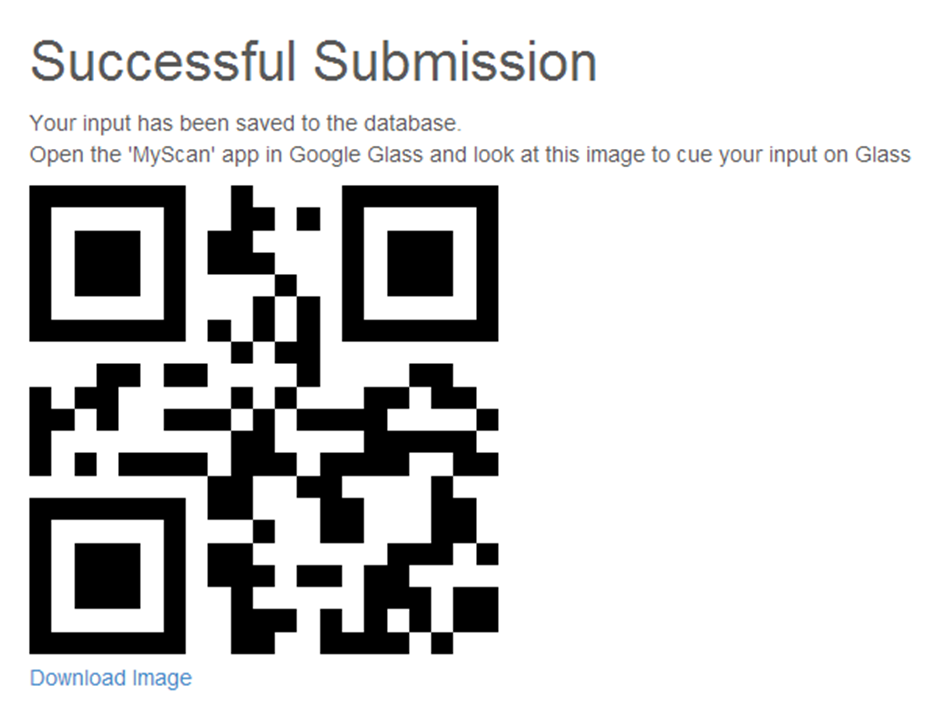 Successful Submission
Your input has been saved to the database.
Open the 'MyScan' app in Google Glass and look at this image to cue your input on Glass
Download Image